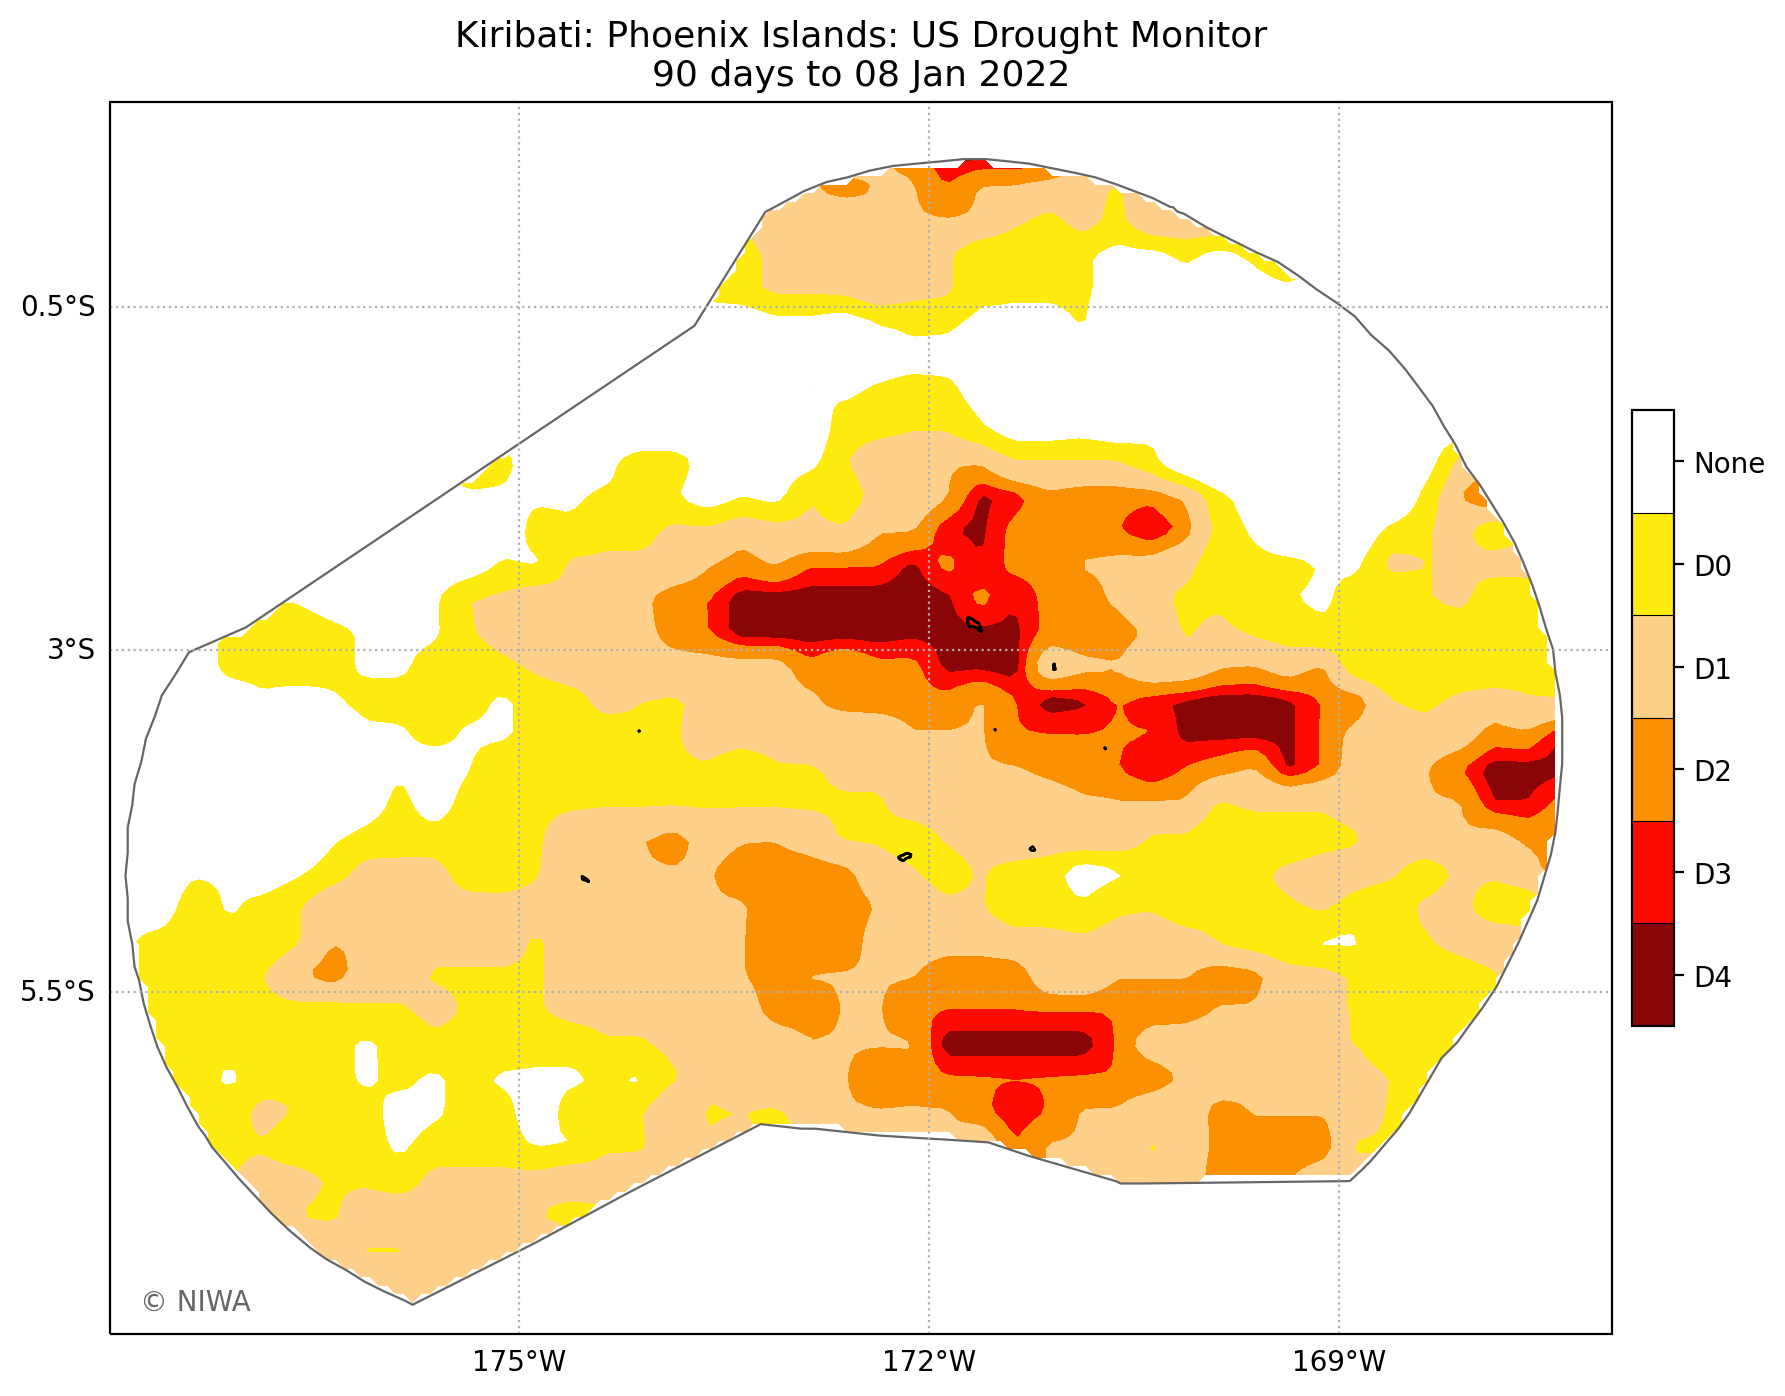 Kiribati: Phoenix Islands: US Drought Monitor
90 days to 08 Jan 2022
0.5°S
3°S
5.5°S
175°W
172°W
169°W
None
D0
D1
D2
D3
D4
© NIWA